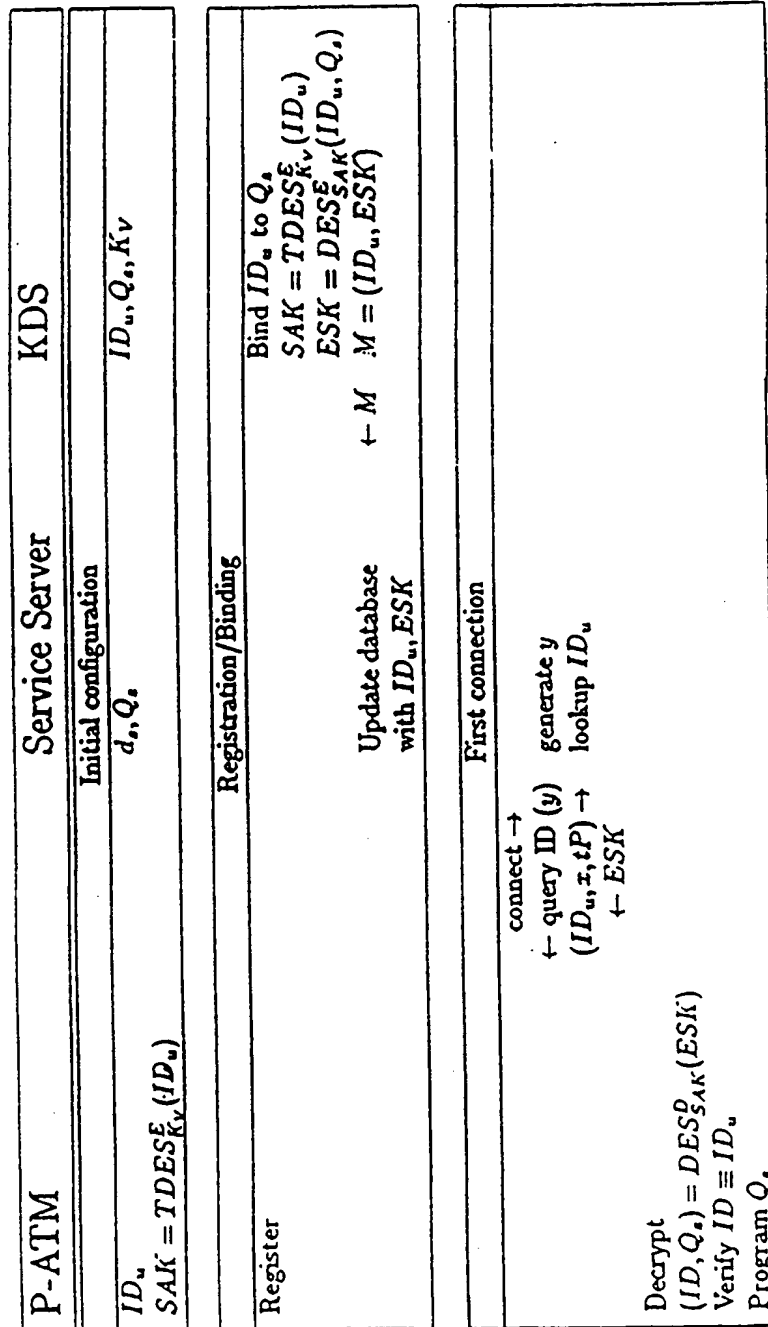 P-ATM Service Server KDS
Initial configuration
ID_u d_s, Q_s ID_u, Q_s, K_V
SAK = TDES^E_{K_V}(ID_u)
Registration/Binding
Register Bind ID_u to Q_s
SAK = TDES^E_{K_V}(ID_u)
ESK = DES^E_{SAK}(ID_u, Q_s)
Update database ← M M = (ID_u, ESK)
with ID_u, ESK
First connection
connect →
← query ID (y) generate y
(ID_u, x, tP) → lookup ID_u
← ESK
Decrypt
(ID, Q_s) = DES^D_{SAK}(ESK)
Verify ID ≡ ID_u
Program Q_s